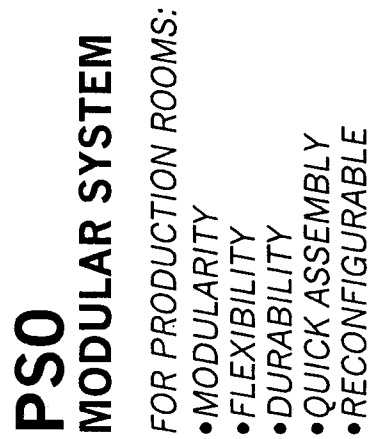 PSO
MODULAR SYSTEM
FOR PRODUCTION ROOMS:
•MODULARITY
•FLEXIBILITY
•DURABILITY
•QUICK ASSEMBLY
•RECONFIGURABLE